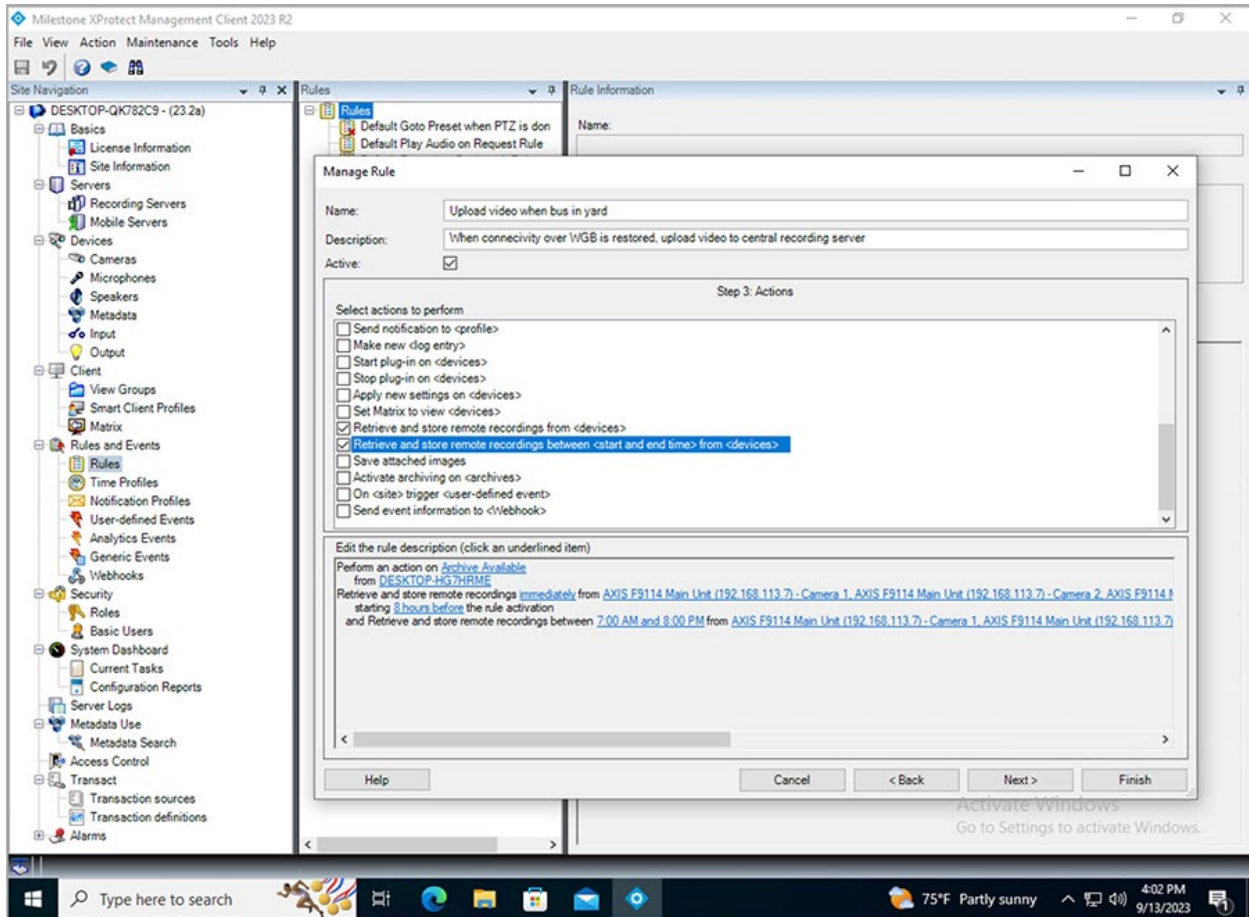 Milestone XProtect Management Client 2023 R2
File View Action Maintenance Tools Help
Site Navigation
DESKTOP-QK782C9 - (23.2a)
Basics
License Information
Site Information
Servers
Recording Servers
Mobile Servers
Devices
Cameras
Microphones
Speakers
Metadata
Input
Output
Client
View Groups
Smart Client Profiles
Matrix
Rules and Events
Rules
Time Profiles
Notification Profiles
User-defined Events
Analytics Events
Generic Events
Webhooks
Security
Roles
Basic Users
System Dashboard
Current Tasks
Configuration Reports
Server Logs
Metadata Use
Metadata Search
Access Control
Transact
Transaction sources
Transaction definitions
Alarms
Rules
Rules
Default Goto Preset when PTZ is don
Default Play Audio on Request Rule
Rule Information
Name:
Manage Rule
Name: Upload video when bus in yard
Description: When connecivity over WGB is restored, upload video to central recording server
Active:
Step 3: Actions
Select actions to perform
Send notification to <profile>
Make new <log entry>
Start plug-in on <devices>
Stop plug-in on <devices>
Apply new settings on <devices>
Set Matrix to view <devices>
Retrieve and store remote recordings from <devices>
Retrieve and store remote recordings between <start and end time> from <devices>
Save attached images
Activate archiving on <archives>
On <site> trigger <user-defined event>
Send event information to <Webhook>
Edit the rule description (click an underlined item)
Perform an action on Archive Available
from DESKTOP-HG7HRME
Retrieve and store remote recordings immediately from AXIS F9114 Main Unit (192.168.113.7) - Camera 1, AXIS F9114 Main Unit (192.168.113.7) - Camera 2, AXIS F9114 M
starting 8 hours before the rule activation
and Retrieve and store remote recordings between 7:00 AM and 8:00 PM from AXIS F9114 Main Unit (192.168.113.7) - Camera 1, AXIS F9114 Main Unit (192.168.113.7)
Help Cancel < Back Next > Finish
Activate Windows
Go to Settings to activate Windows.
Type here to search
75°F Partly sunny
4:02 PM
9/13/2023
1